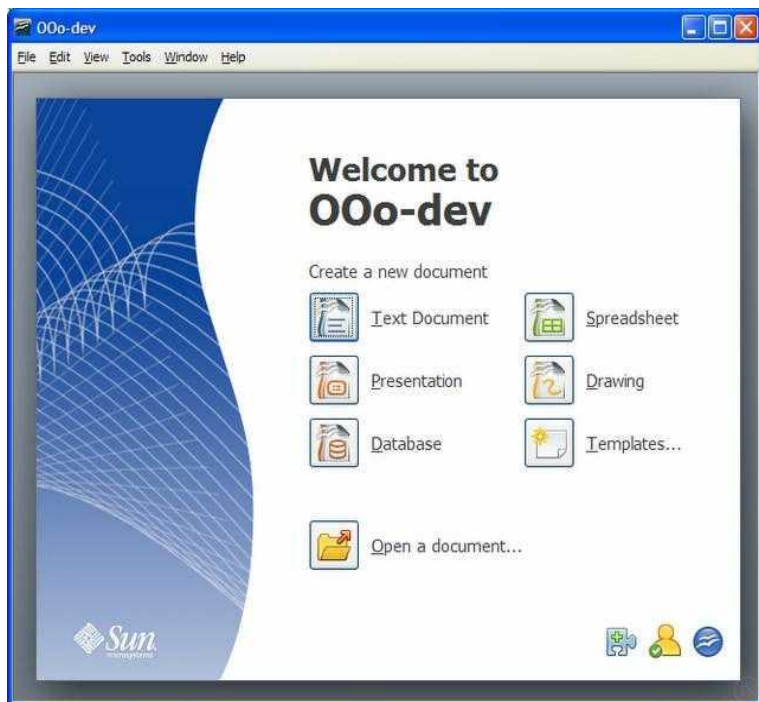 OOo-dev
File Edit View Tools Window Help
Welcome to
OOo-dev
Create a new document
Text Document Spreadsheet
Presentation Drawing
Database Templates...
Open a document...
Sun
microsystems